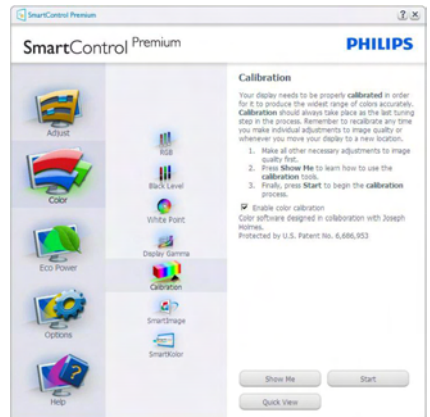 SmartControl Premium
? ×
SmartControl Premium
PHILIPS
Adjust
Color
Eco Power
Options
Help
RGB
Black Level
White Point
Display Gamma
Calibration
SmartImage
SmartKolor
Calibration
Your display needs to be properly calibrated in order
for it to produce the widest range of colors accurately.
Calibration should always take place as the last tuning
step in the process. Remember to recalibrate any time
you make individual adjustments to image quality or
whenever you move your display to a new location.
1. Make all other necessary adjustments to image
quality first.
2. Press Show Me to learn how to use the
calibration tools.
3. Finally, press Start to begin the calibration
process.
Enable color calibration
Color software designed in collaboration with Joseph
Holmes.
Protected by U.S. Patent No. 6,686,953
Show Me
Start
Quick View